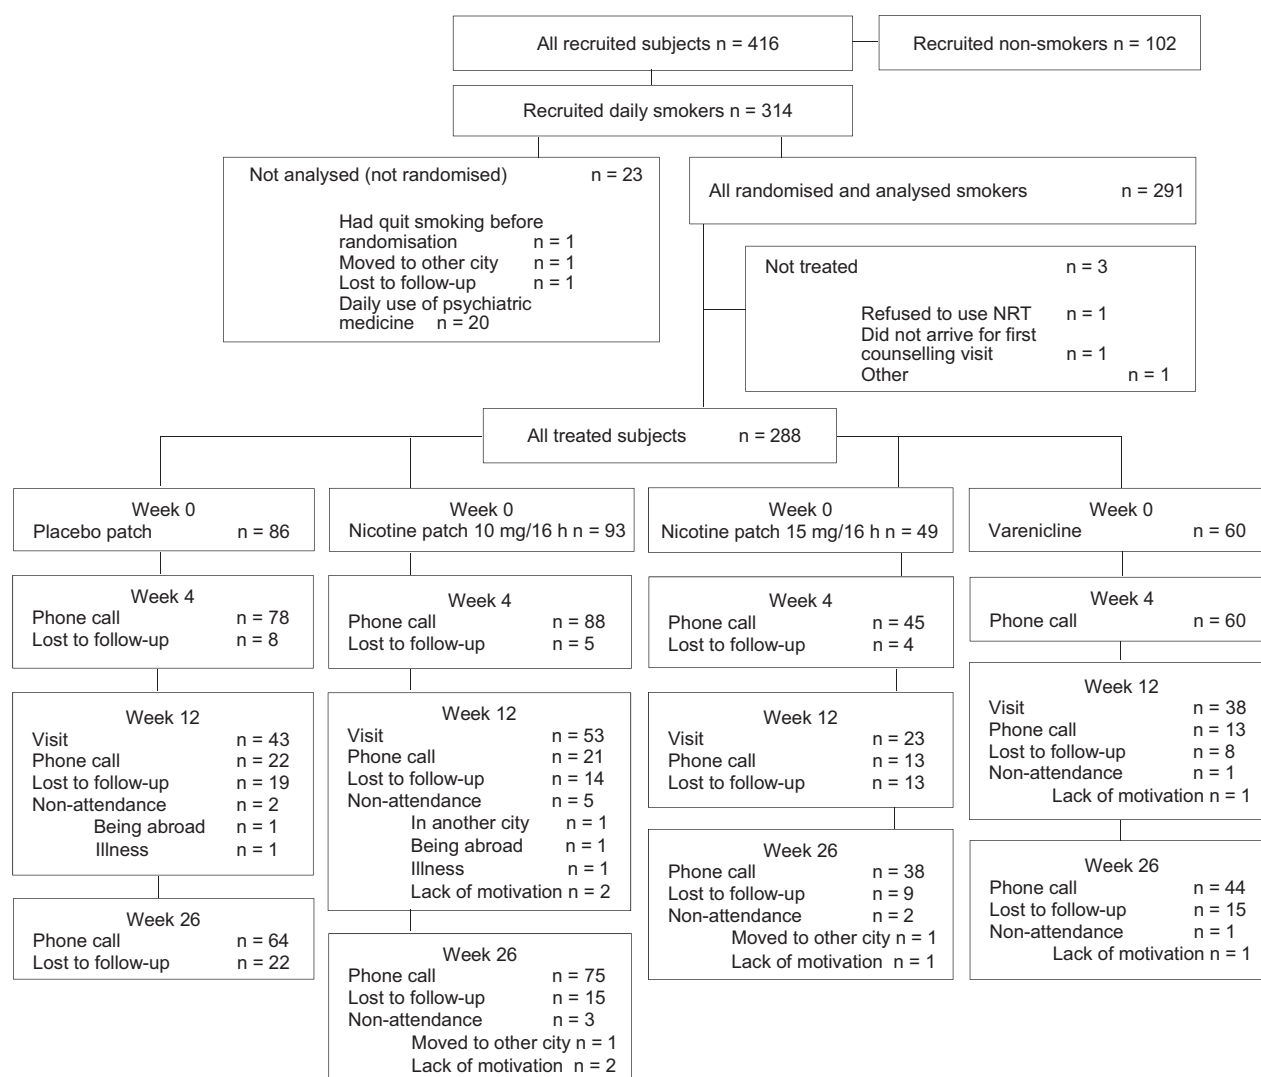 All recruited subjects n = 416
Recruited non-smokers n = 102
Recruited daily smokers n = 314
Not analysed (not randomised) n = 23
Had quit smoking before
randomisation n = 1
Moved to other city n = 1
Lost to follow-up n = 1
Daily use of psychiatric
medicine n = 20
All randomised and analysed smokers n = 291
Not treated n = 3
Refused to use NRT n = 1
Did not arrive for first
counselling visit n = 1
Other n = 1
All treated subjects n = 288
Week 0
Placebo patch n = 86
Week 4
Phone call n = 78
Lost to follow-up n = 8
Week 12
Visit n = 43
Phone call n = 22
Lost to follow-up n = 19
Non-attendance n = 2
Being abroad n = 1
Illness n = 1
Week 26
Phone call n = 64
Lost to follow-up n = 22
Week 0
Nicotine patch 10 mg/16 h n = 93
Week 4
Phone call n = 88
Lost to follow-up n = 5
Week 12
Visit n = 53
Phone call n = 21
Lost to follow-up n = 14
Non-attendance n = 5
In another city n = 1
Being abroad n = 1
Illness n = 1
Lack of motivation n = 2
Week 26
Phone call n = 75
Lost to follow-up n = 15
Non-attendance n = 3
Moved to other city n = 1
Lack of motivation n = 2
Week 0
Nicotine patch 15 mg/16 h n = 49
Week 4
Phone call n = 45
Lost to follow-up n = 4
Week 12
Visit n = 23
Phone call n = 13
Lost to follow-up n = 13
Week 26
Phone call n = 38
Lost to follow-up n = 9
Non-attendance n = 2
Moved to other city n = 1
Lack of motivation n = 1
Week 0
Varenicline n = 60
Week 4
Phone call n = 60
Week 12
Visit n = 38
Phone call n = 13
Lost to follow-up n = 8
Non-attendance n = 1
Lack of motivation n = 1
Week 26
Phone call n = 44
Lost to follow-up n = 15
Non-attendance n = 1
Lack of motivation n = 1